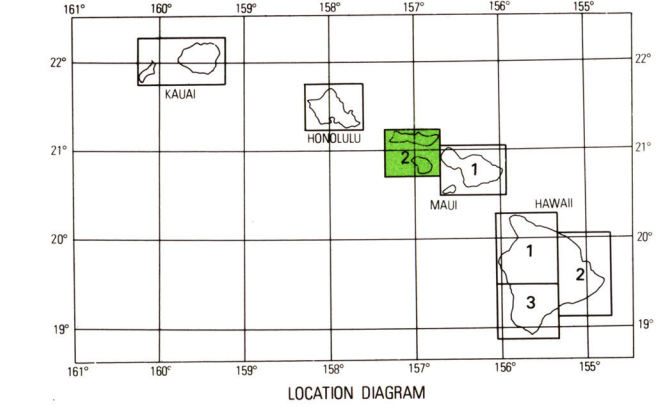 161° 160° 159° 158° 157° 156° 155°
22° 22°
KAUAI
HONOLULU
21° 21°
2 1
MAUI HAWAII
20° 20°
1
2
3
19° 19°
161° 160° 159° 158° 157° 156° 155°
LOCATION DIAGRAM